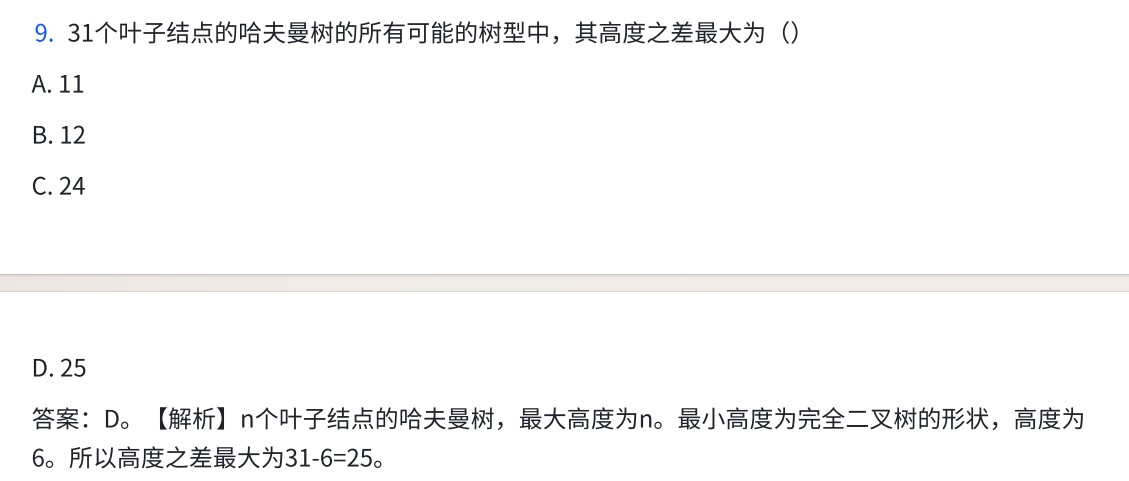 9. 31个叶子结点的哈夫曼树的所有可能的树型中，其高度之差最大为（）
A. 11
B. 12
C. 24
D. 25
答案：D。【解析】n个叶子结点的哈夫曼树，最大高度为n。最小高度为完全二叉树的形状，高度为
6。所以高度之差最大为31-6=25。